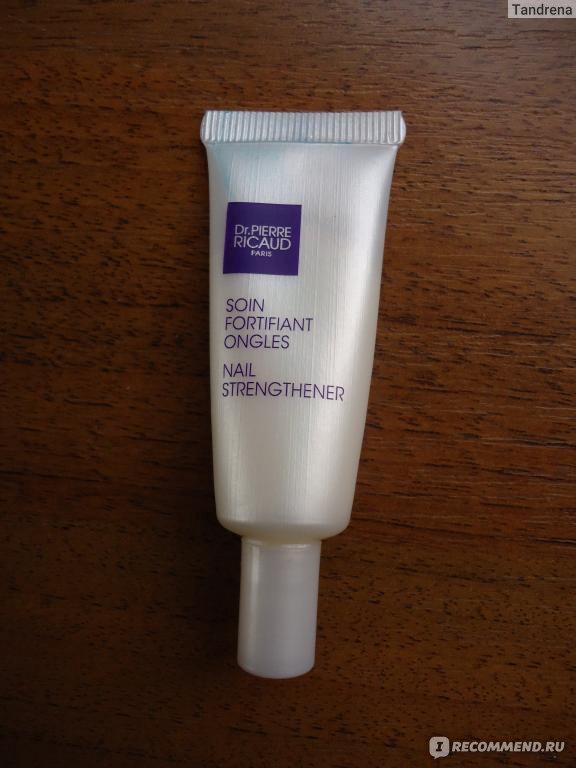 Tandrena
Dr.PIERRE
RICAUD
PARIS
SOIN
FORTIFIANT
ONGLES
NAIL
STRENGTHENER
I RECOMMEND.RU